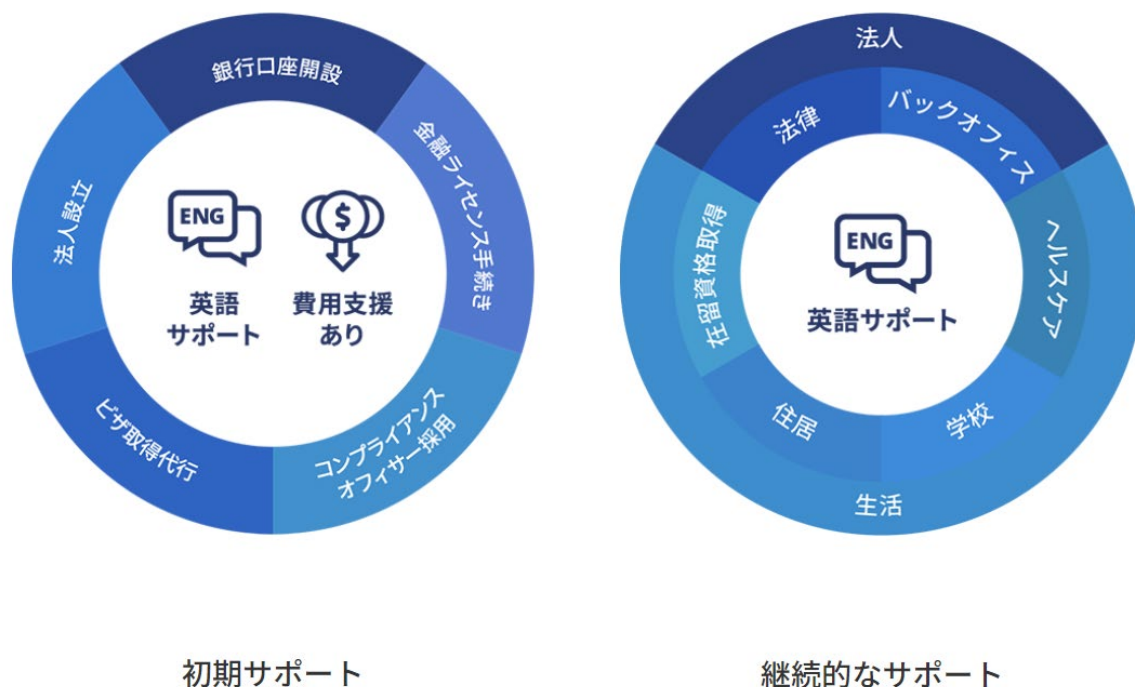 銀行口座開設
金融ライセンス手続き
コンプライアンス
オフィサー採用
ビザ取得代行
法人設立
ENG
$
英語
サポート
費用支援
あり
初期サポート
法人
法律
バックオフィス
ヘルスケア
学校
住居
在留資格取得
生活
ENG
英語サポート
継続的なサポート